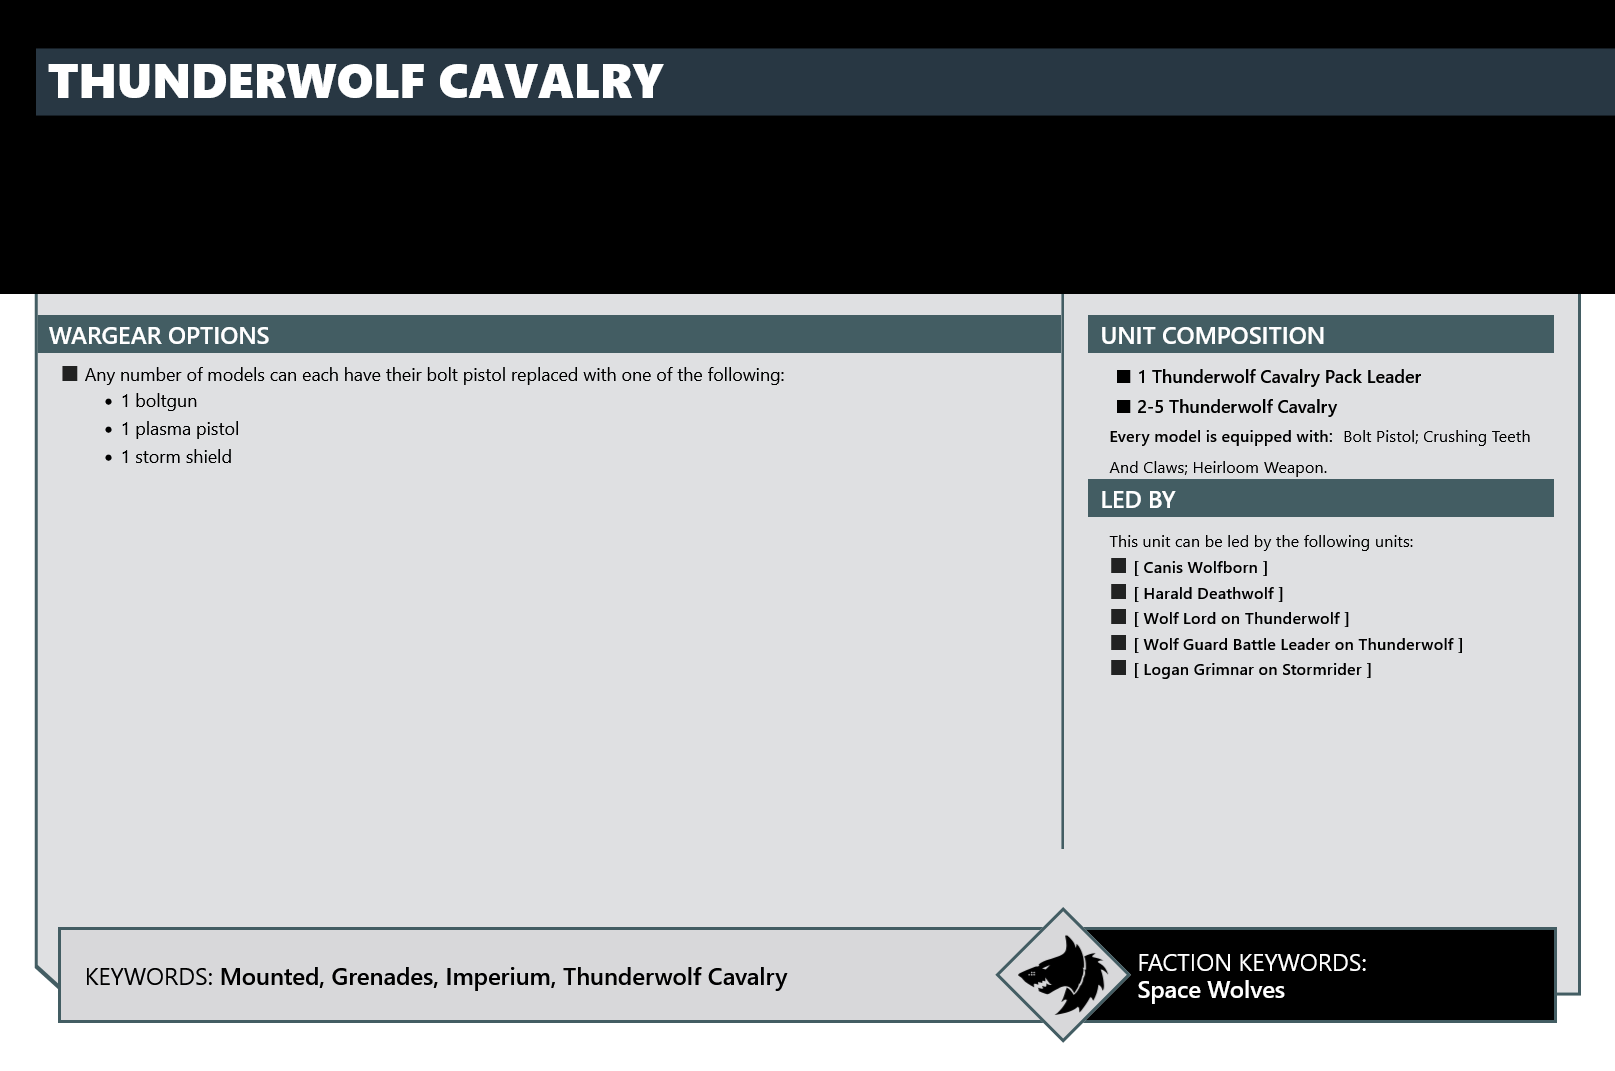 THUNDERWOLF CAVALRY
WARGEAR OPTIONS
■ Any number of models can each have their bolt pistol replaced with one of the following:
• 1 boltgun
• 1 plasma pistol
• 1 storm shield
UNIT COMPOSITION
■ 1 Thunderwolf Cavalry Pack Leader
■ 2-5 Thunderwolf Cavalry
Every model is equipped with: Bolt Pistol; Crushing Teeth
And Claws; Heirloom Weapon.
LED BY
This unit can be led by the following units:
■ [ Canis Wolfborn ]
■ [ Harald Deathwolf ]
■ [ Wolf Lord on Thunderwolf ]
■ [ Wolf Guard Battle Leader on Thunderwolf ]
■ [ Logan Grimnar on Stormrider ]
KEYWORDS: Mounted, Grenades, Imperium, Thunderwolf Cavalry
FACTION KEYWORDS:
Space Wolves